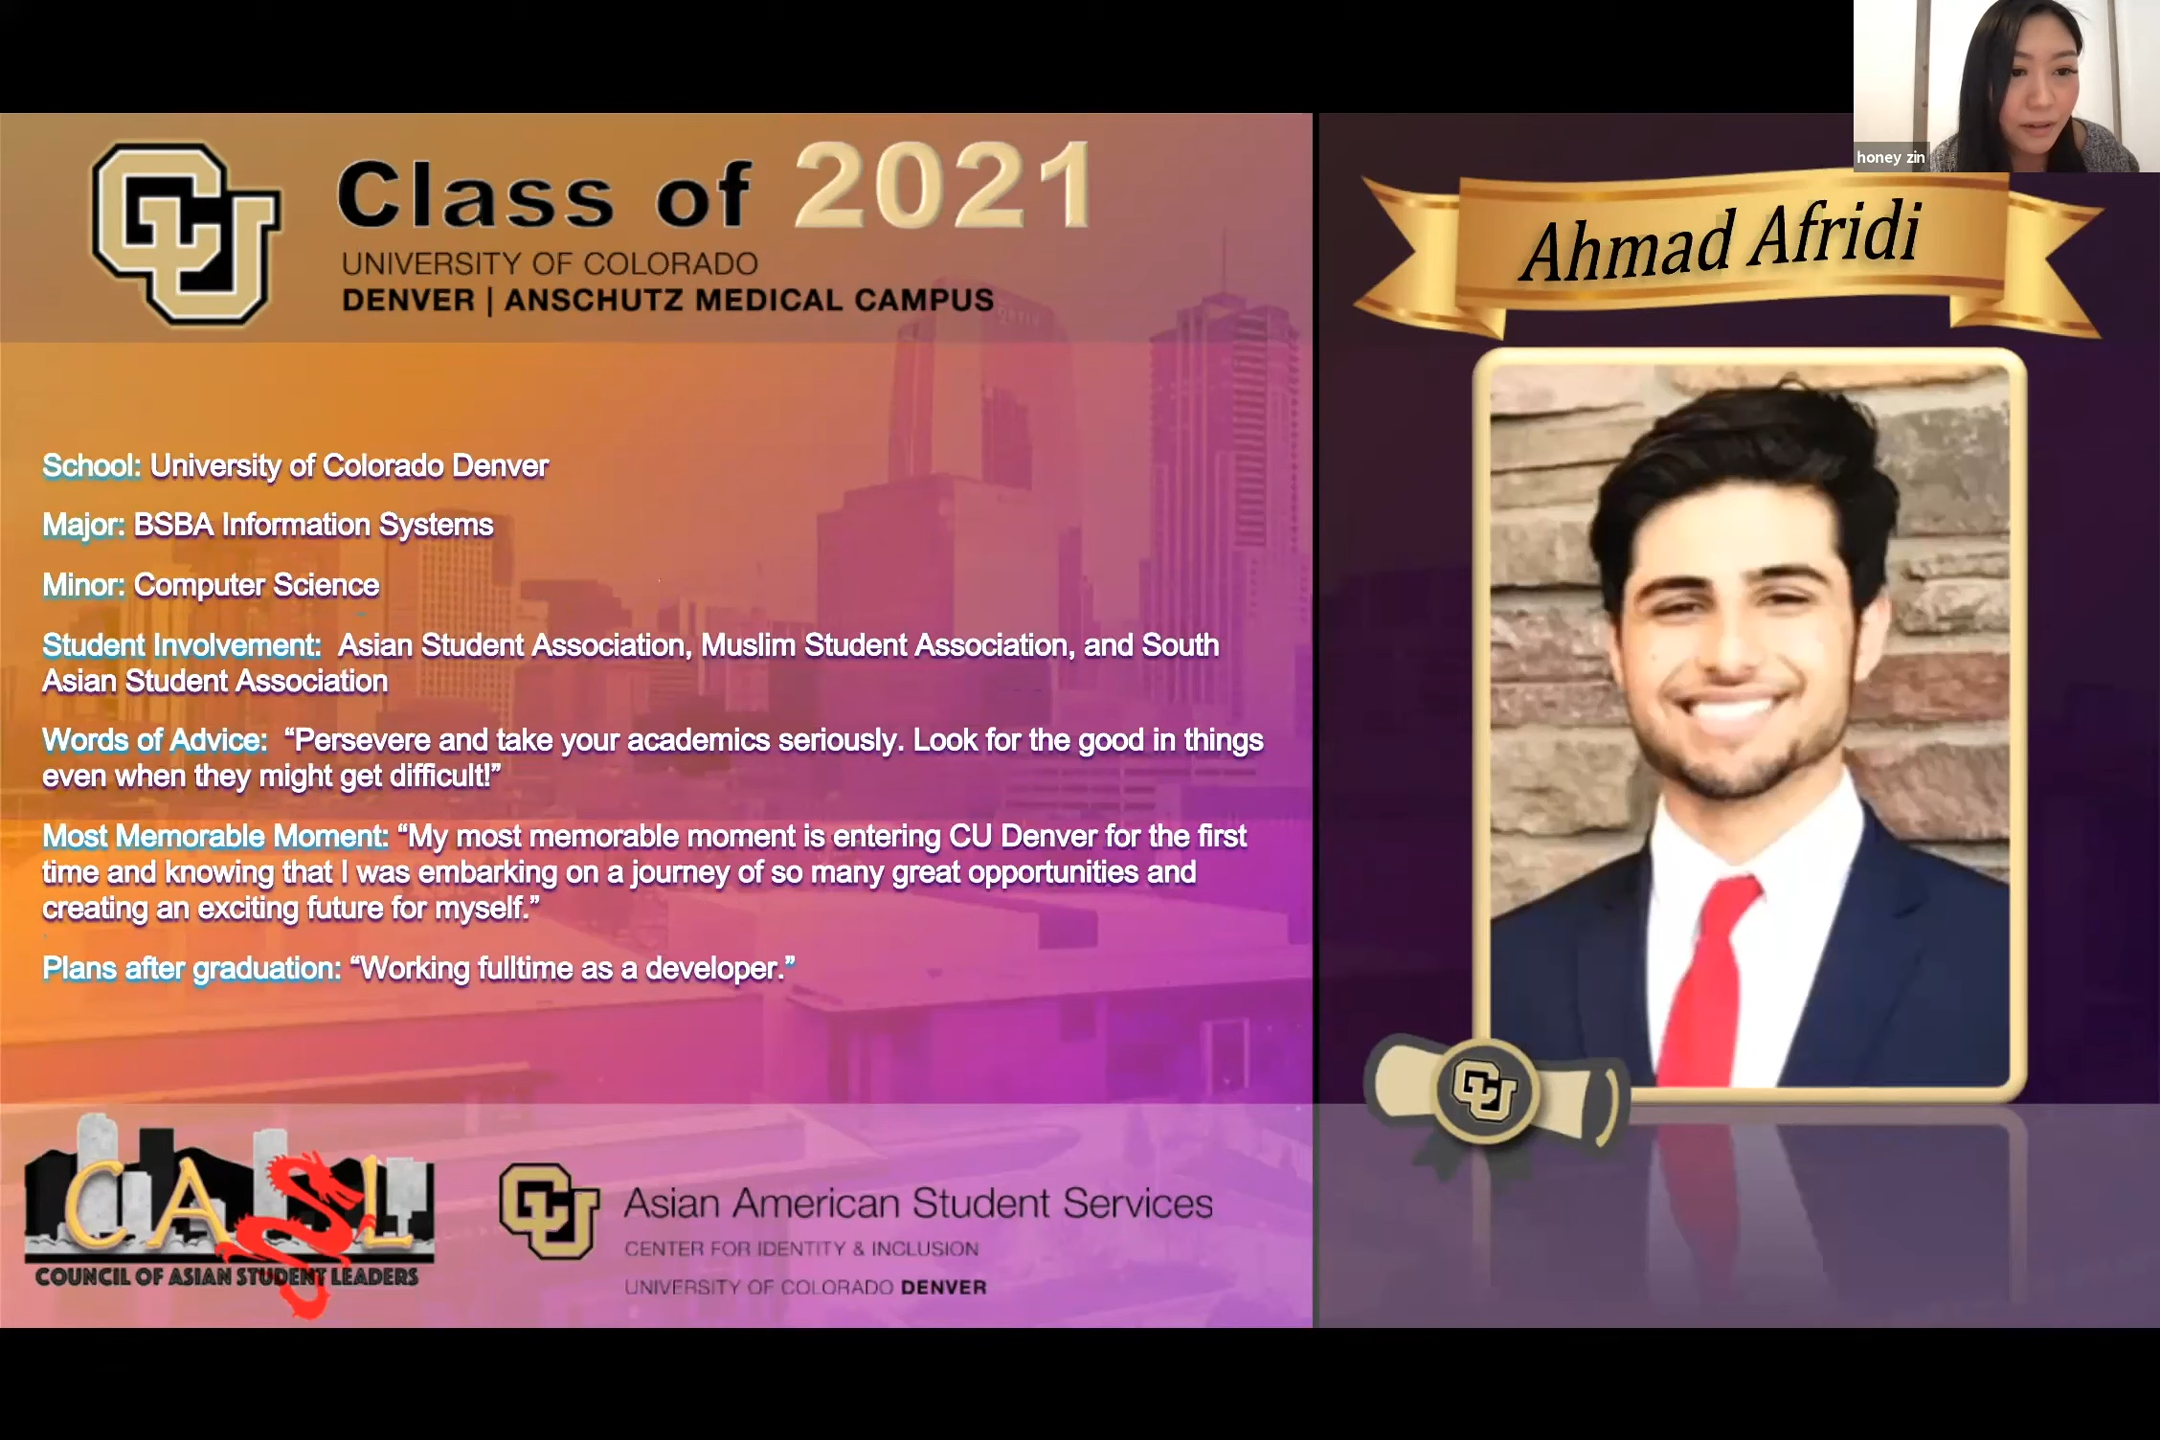 honey zin
CU
Class of 2021
UNIVERSITY OF COLORADO
DENVER | ANSCHUTZ MEDICAL CAMPUS
Ahmad Afridi
School: University of Colorado Denver
Major: BSBA Information Systems
Minor: Computer Science
Student Involvement: Asian Student Association, Muslim Student Association, and South
Asian Student Association
Words of Advice: “Persevere and take your academics seriously. Look for the good in things
even when they might get difficult!”
Most Memorable Moment: “My most memorable moment is entering CU Denver for the first
time and knowing that I was embarking on a journey of so many great opportunities and
creating an exciting future for myself.”
Plans after graduation: “Working fulltime as a developer.”
CU
CASL
COUNCIL OF ASIAN STUDENT LEADERS
CU
Asian American Student Services
CENTER FOR IDENTITY & INCLUSION
UNIVERSITY OF COLORADO DENVER